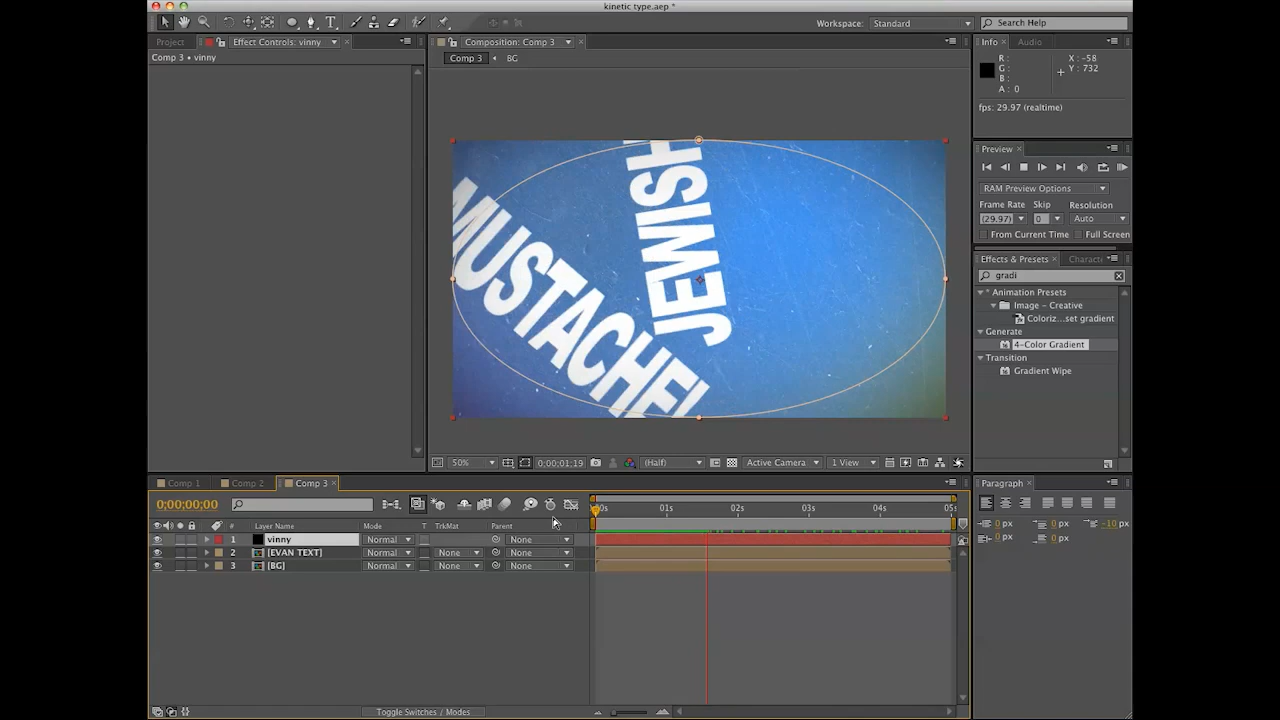 kinetic type.aep *
Workspace: Standard
Search Help
Project
Effect Controls: vinny
Comp 3 • vinny
Composition: Comp 3
Comp 3
BG
JEWISH
MUSTACHE!
50%
0;00;01;19
(Half)
Active Camera
1 View
Info
Audio
R :
G :
B :
A : 0
X : -58
Y : 732
fps: 29.97 (realtime)
Preview
RAM Preview Options
Frame Rate Skip Resolution
(29.97) 0 Auto
From Current Time Full Screen
Effects & Presets
gradi
* Animation Presets
Image – Creative
Coloriz...set gradient
Generate
4–Color Gradient
Transition
Gradient Wipe
Comp 1
Comp 2
Comp 3
0;00;00;00
# Layer Name Mode T TrkMat Parent
1 vinny Normal None
2 [EVAN TEXT] Normal None None
3 [BG] Normal None None
01s 02s 03s 04s
Toggle Switches / Modes
Paragraph
0 px 0 px -10 px
0 px 0 px